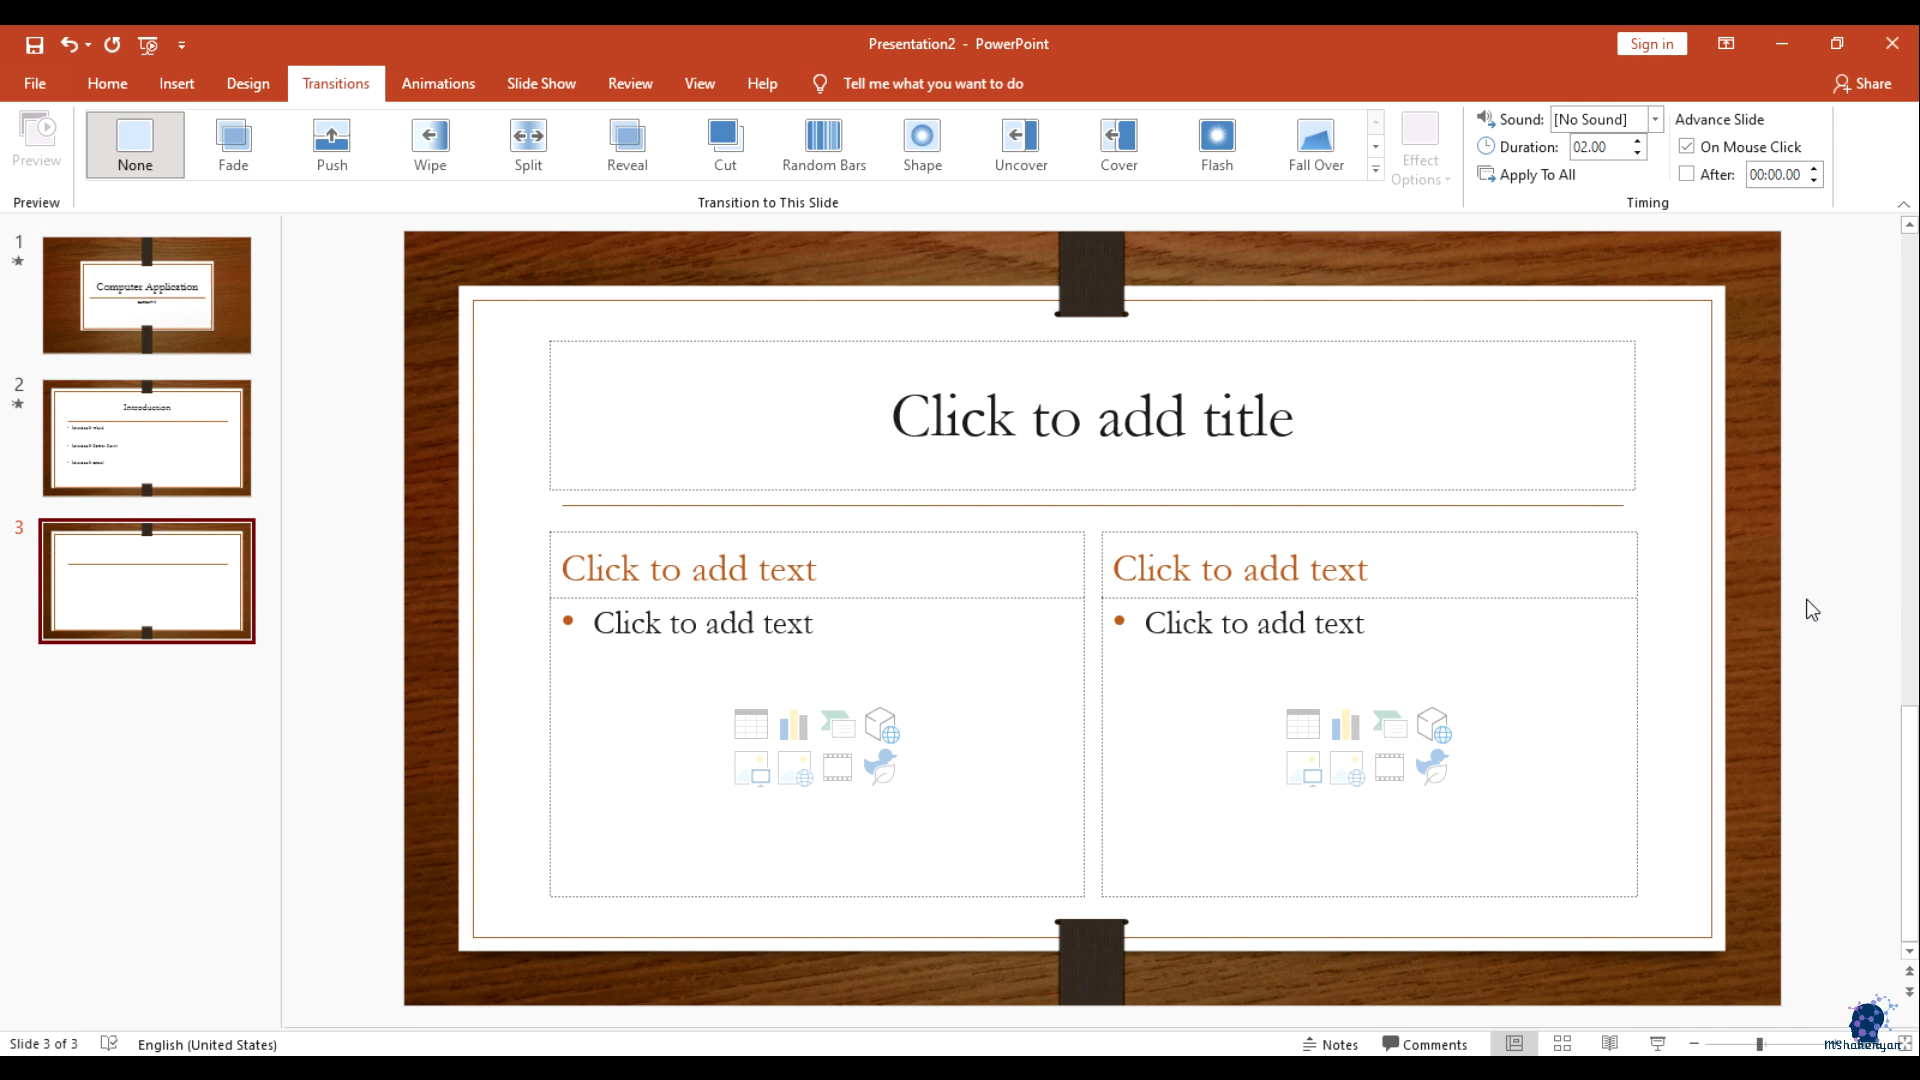 Presentation2 - PowerPoint
Sign in
File Home Insert Design Transitions Animations Slide Show Review View Help Tell me what you want to do Share
Preview None Fade Push Wipe Split Reveal Cut Random Bars Shape Uncover Cover Flash Fall Over Effect Options
Sound: [No Sound] Advance Slide
Duration: 02.00 On Mouse Click
Apply To All After: 00:00.00
Preview Transition to This Slide Timing
1
Computer Application
2
Introduction
3
Click to add title
Click to add text
• Click to add text
Click to add text
• Click to add text
Slide 3 of 3 English (United States) Notes Comments